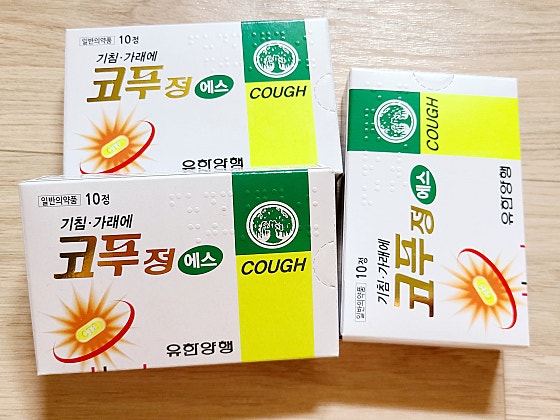 일반의약품 10정
기침·가래에
코푸정 에스
COUGH
유한양행
일반의약품 10정
기침·가래에
코푸정 에스
COUGH
유한양행
일반의약품 10정
기침·가래에
코푸정 에스
COUGH
유한양행